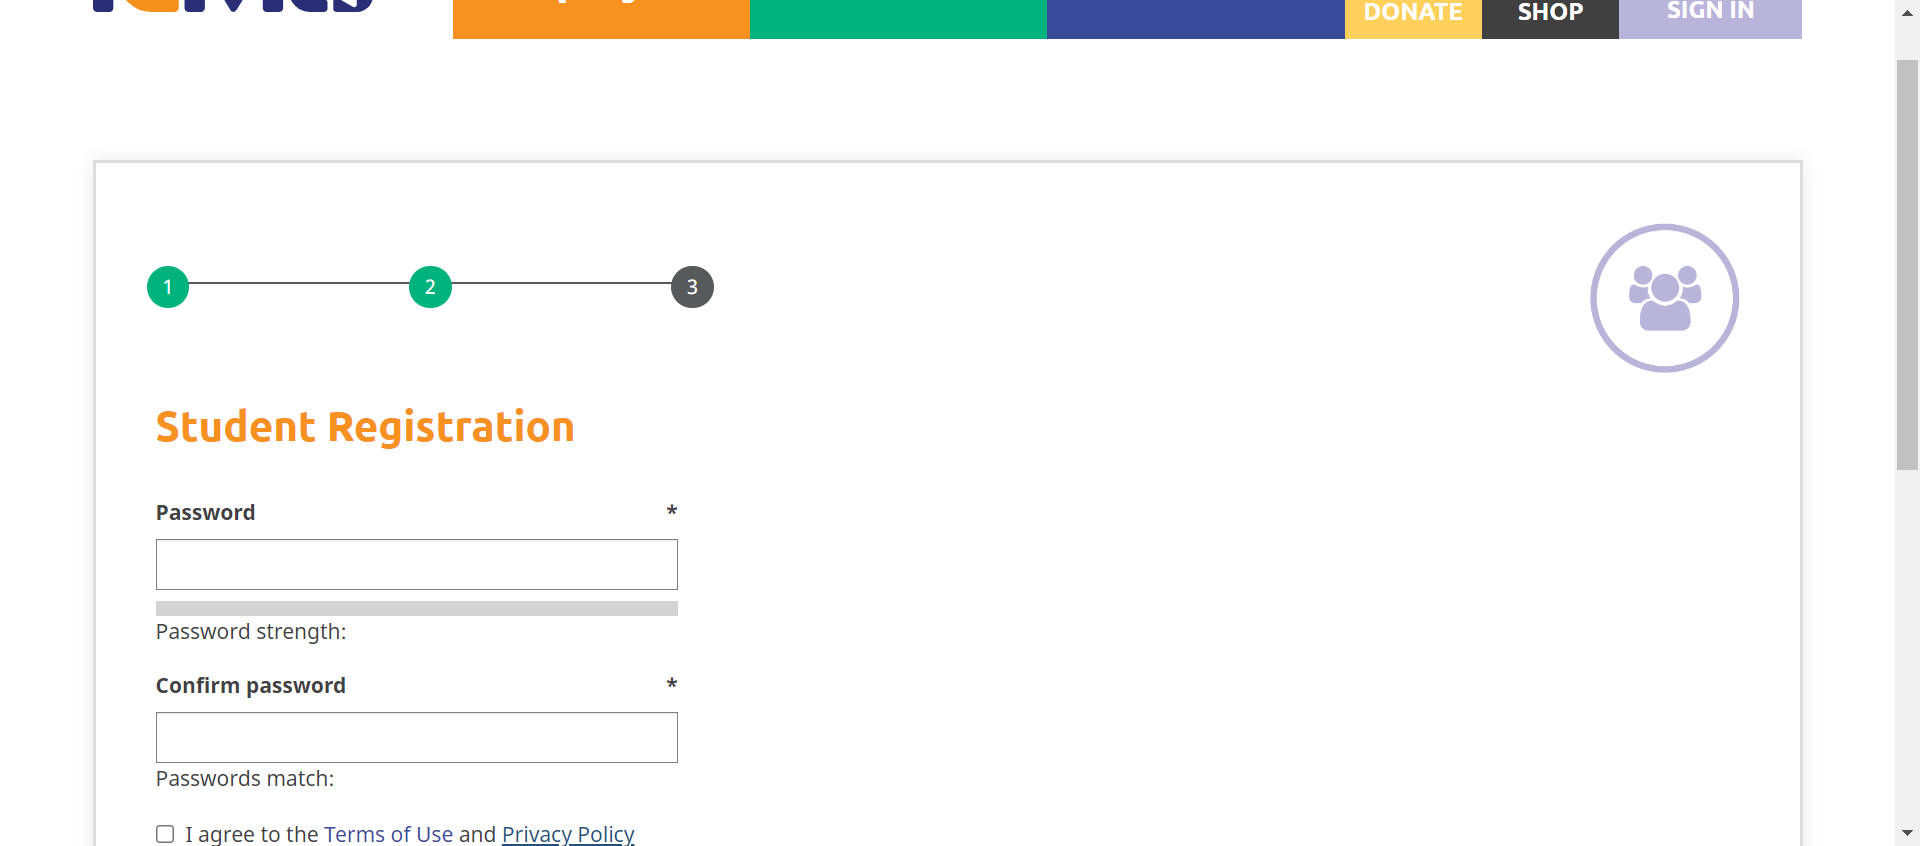 DONATE
SHOP
SIGN IN
1
2
3
Student Registration
Password *
Password strength:
Confirm password *
Passwords match:
I agree to the Terms of Use and Privacy Policy